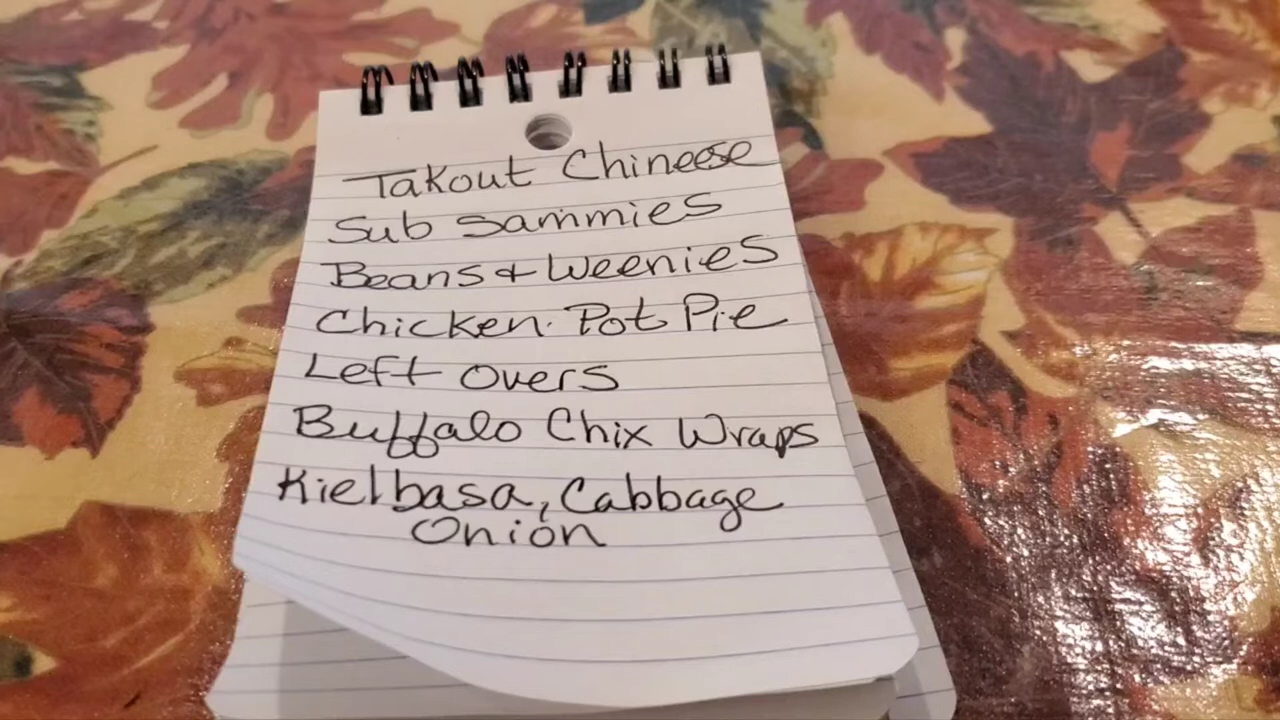 Takout Chineese
Sub Sammies
Beans + Weenies
Chicken Pot Pie
Left overs
Buffalo Chix Wraps
Kielbasa, Cabbage
Onion